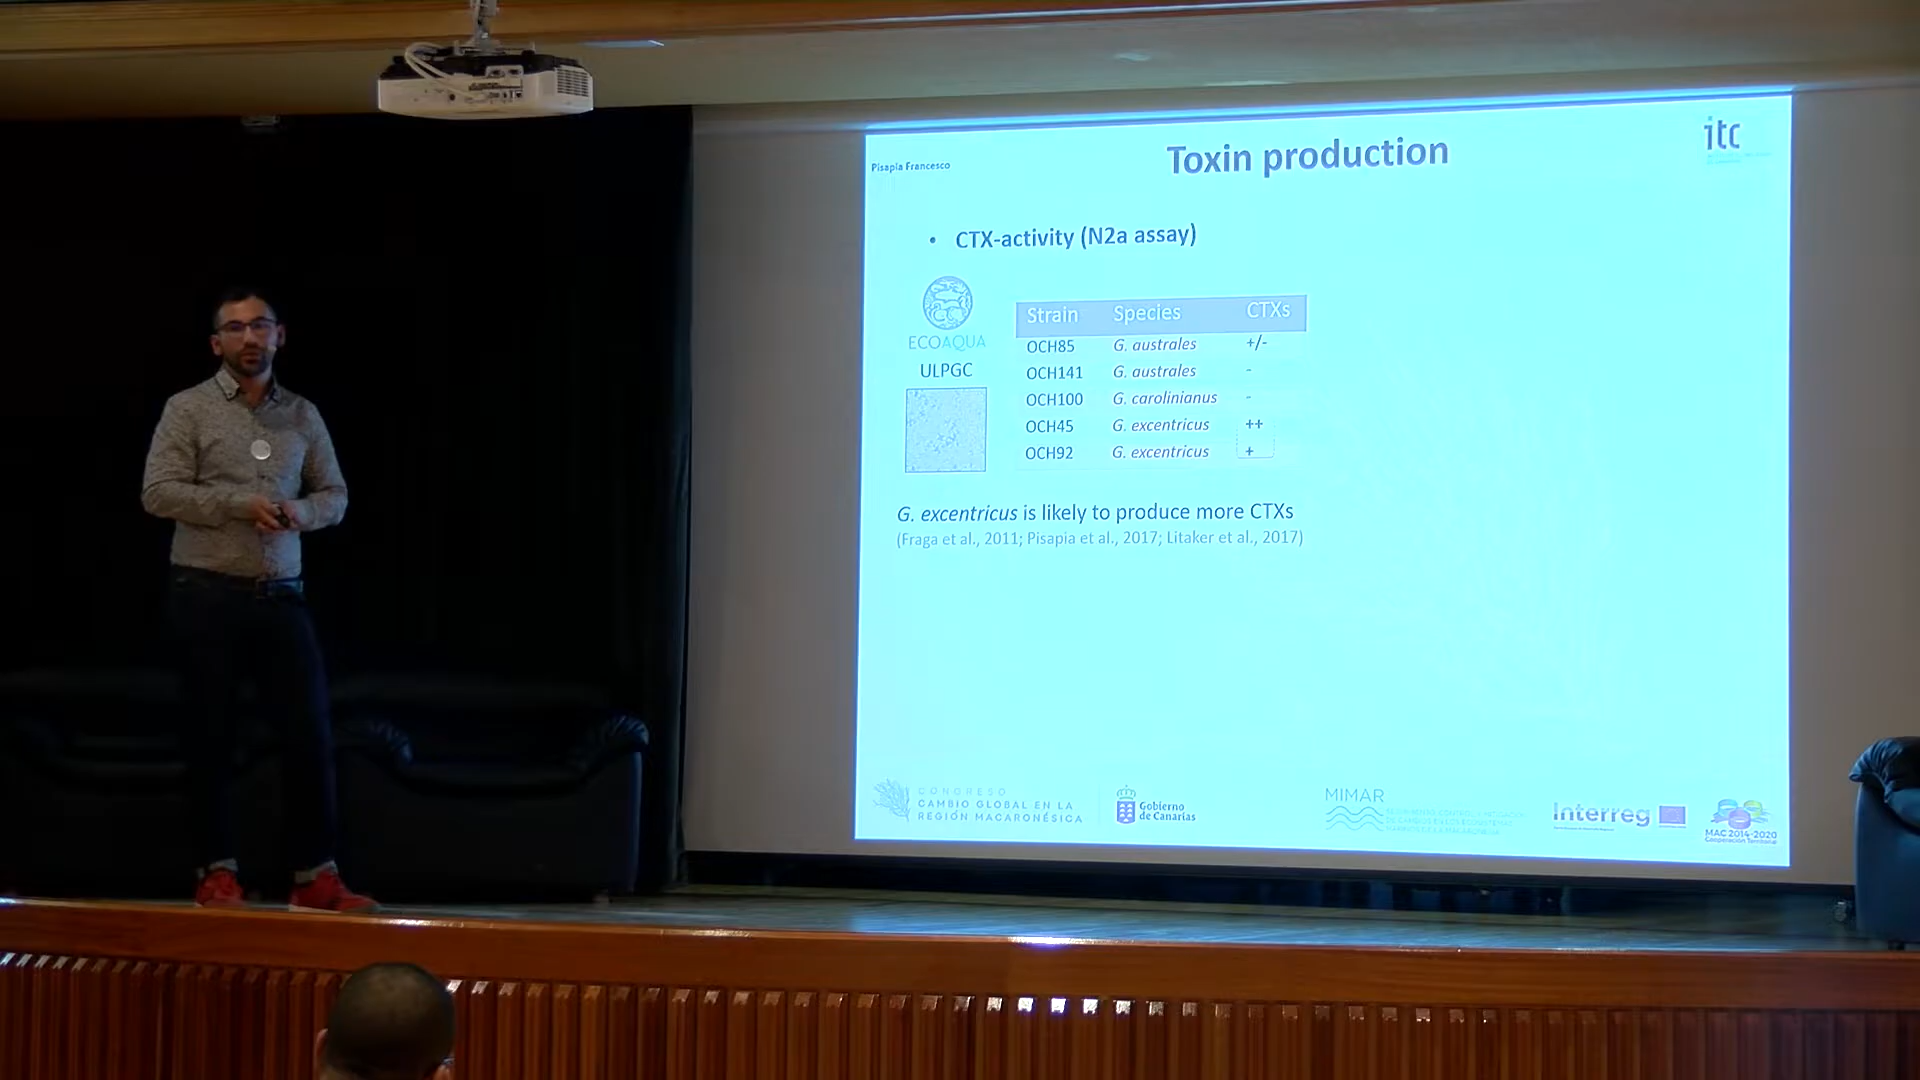 Pisapia Francesco
Toxin production
itc
• CTX-activity (N2a assay)
ECOAQUA
ULPGC
Strain Species CTXs
OCH85 G. australes +/-
OCH141 G. australes -
OCH100 G. carolinianus -
OCH45 G. excentricus ++
OCH92 G. excentricus +
G. excentricus is likely to produce more CTXs
(Fraga et al., 2011; Pisapia et al., 2017; Litaker et al., 2017)
CONGRESO
CAMBIO GLOBAL EN LA
REGIÓN MACARONÉSICA
Gobierno
de Canarias
MIMAR
Interreg
MAC 2014-2020
Cooperación Territorial